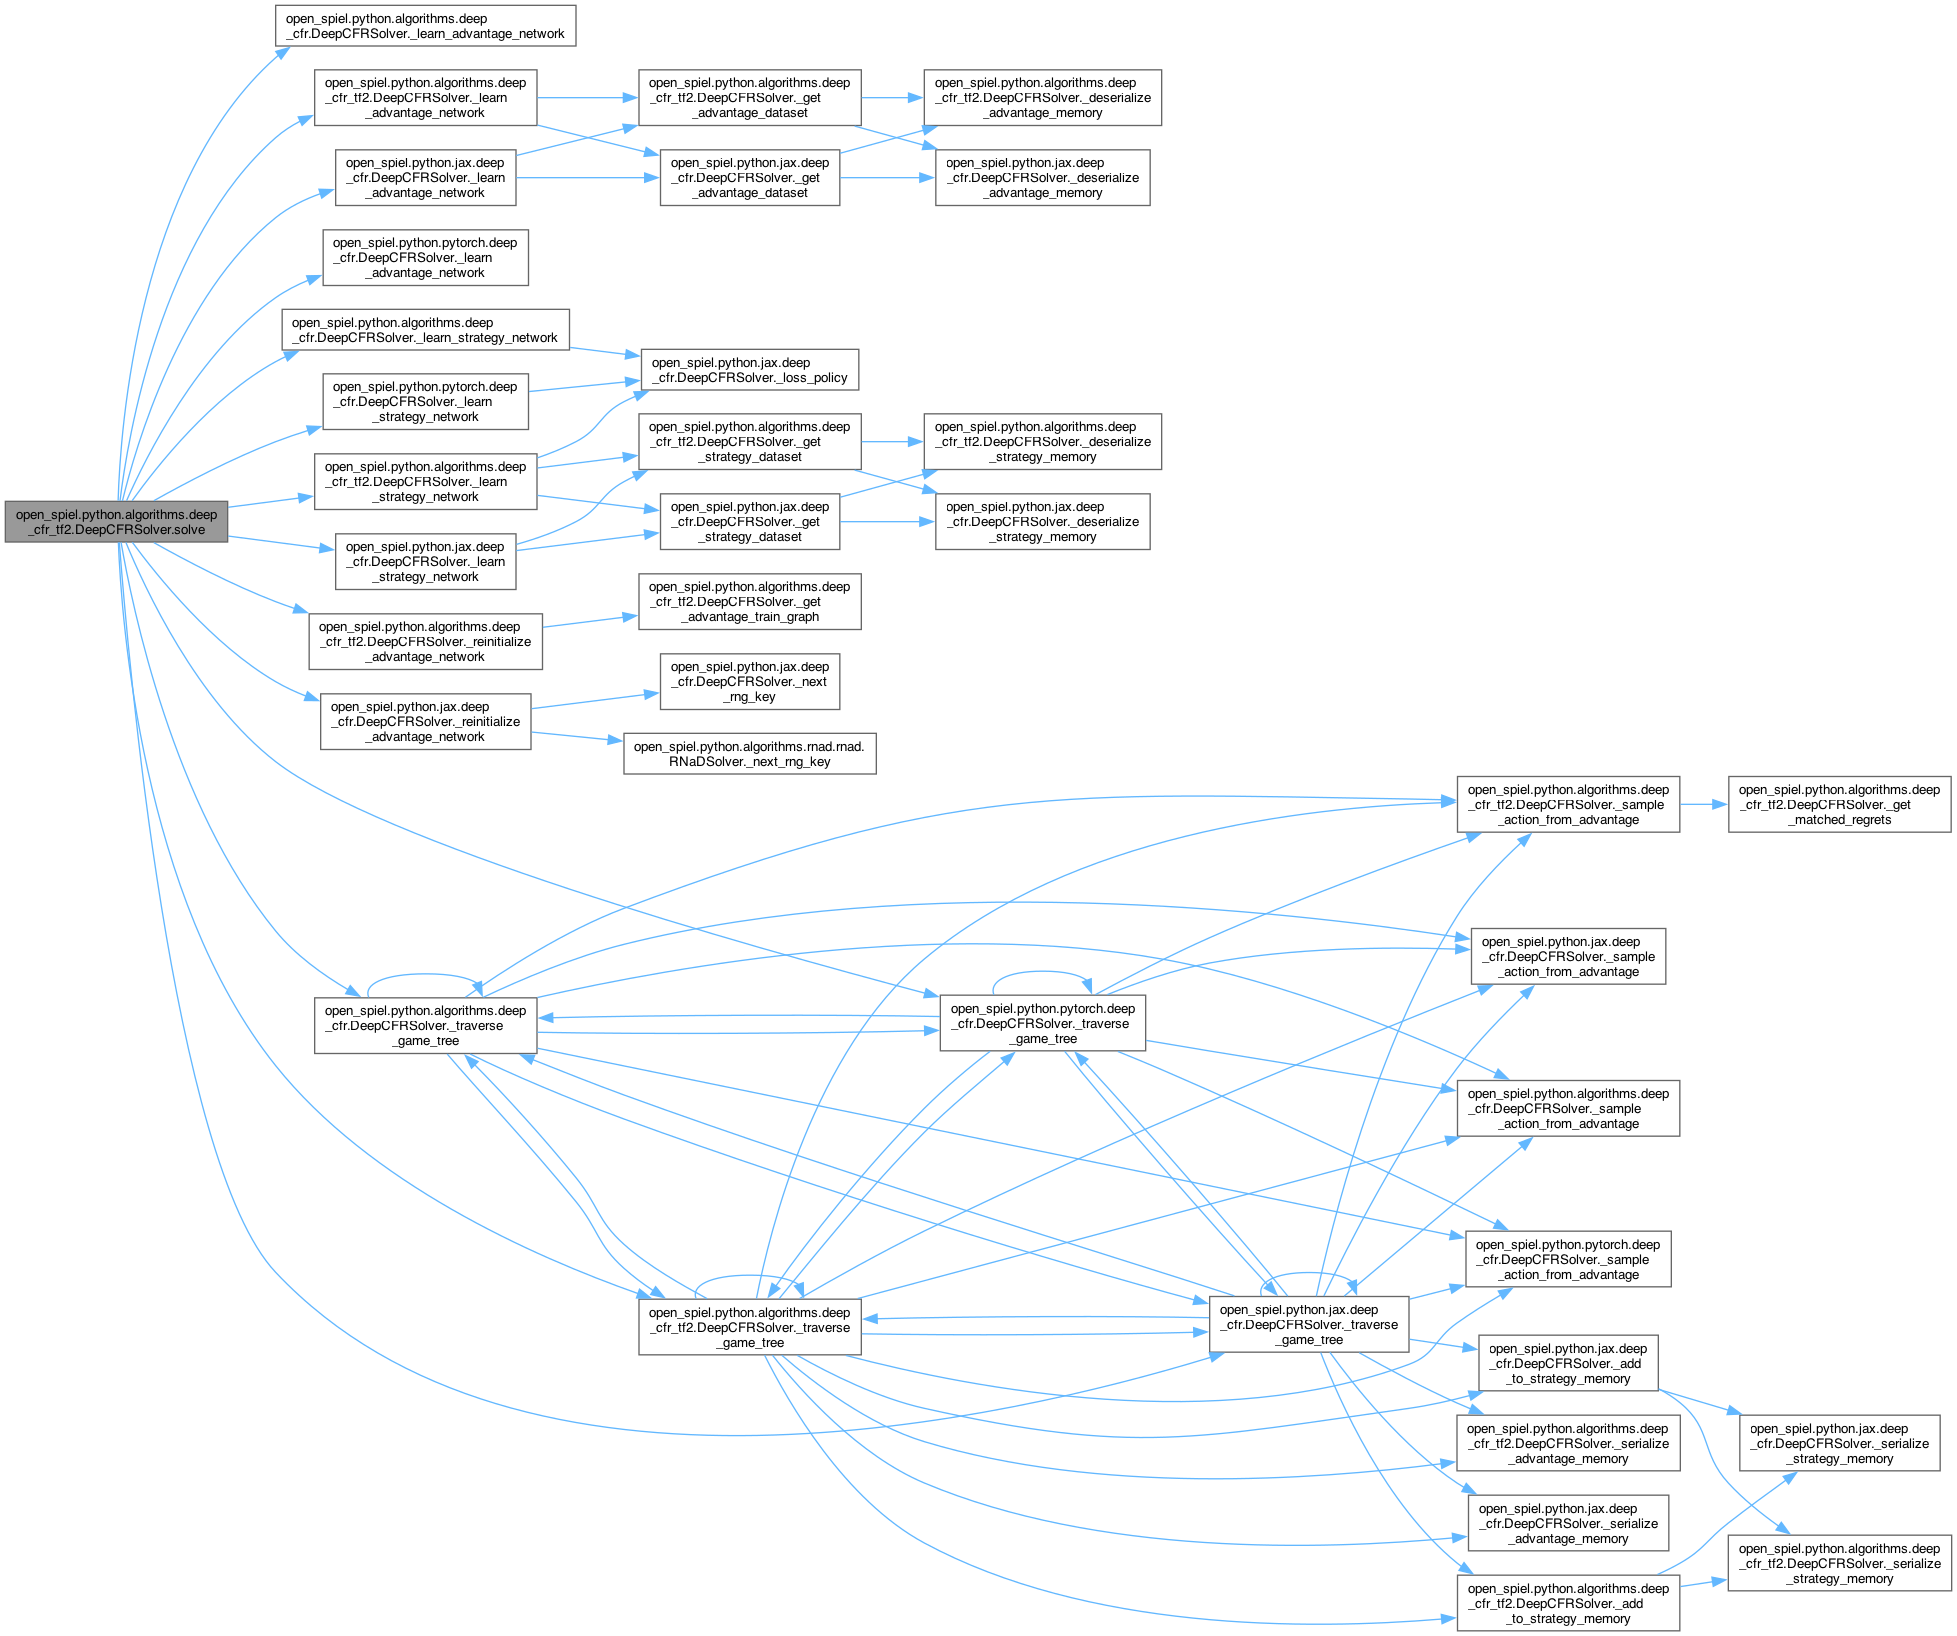 open_spiel.python.algorithms.deep
_cfr_tf2.DeepCFRSolver.solve
open_spiel.python.algorithms.deep
_cfr.DeepCFRSolver._learn_advantage_network
open_spiel.python.algorithms.deep
_cfr_tf2.DeepCFRSolver._learn
_advantage_network
open_spiel.python.algorithms.deep
_cfr_tf2.DeepCFRSolver._get
_advantage_dataset
open_spiel.python.algorithms.deep
_cfr_tf2.DeepCFRSolver._deserialize
_advantage_memory
open_spiel.python.jax.deep
_cfr.DeepCFRSolver._learn
_advantage_network
open_spiel.python.jax.deep
_cfr.DeepCFRSolver._get
_advantage_dataset
open_spiel.python.jax.deep
_cfr.DeepCFRSolver._deserialize
_advantage_memory
open_spiel.python.pytorch.deep
_cfr.DeepCFRSolver._learn
_advantage_network
open_spiel.python.algorithms.deep
_cfr.DeepCFRSolver._learn_strategy_network
open_spiel.python.jax.deep
_cfr.DeepCFRSolver._loss_policy
open_spiel.python.pytorch.deep
_cfr.DeepCFRSolver._learn
_strategy_network
open_spiel.python.algorithms.deep
_cfr_tf2.DeepCFRSolver._get
_strategy_dataset
open_spiel.python.algorithms.deep
_cfr_tf2.DeepCFRSolver._deserialize
_strategy_memory
open_spiel.python.algorithms.deep
_cfr_tf2.DeepCFRSolver._learn
_strategy_network
open_spiel.python.jax.deep
_cfr.DeepCFRSolver._get
_strategy_dataset
open_spiel.python.jax.deep
_cfr.DeepCFRSolver._deserialize
_strategy_memory
open_spiel.python.jax.deep
_cfr.DeepCFRSolver._learn
_strategy_network
open_spiel.python.algorithms.deep
_cfr_tf2.DeepCFRSolver._get
_advantage_train_graph
open_spiel.python.algorithms.deep
_cfr_tf2.DeepCFRSolver._reinitialize
_advantage_network
open_spiel.python.jax.deep
_cfr.DeepCFRSolver._next
_rng_key
open_spiel.python.jax.deep
_cfr.DeepCFRSolver._reinitialize
_advantage_network
open_spiel.python.algorithms.rnad.rnad.
RNaDSolver._next_rng_key
open_spiel.python.algorithms.deep
_cfr_tf2.DeepCFRSolver._sample
_action_from_advantage
open_spiel.python.algorithms.deep
_cfr_tf2.DeepCFRSolver._get
_matched_regrets
open_spiel.python.jax.deep
_cfr.DeepCFRSolver._sample
_action_from_advantage
open_spiel.python.algorithms.deep
_cfr.DeepCFRSolver._traverse
_game_tree
open_spiel.python.pytorch.deep
_cfr.DeepCFRSolver._traverse
_game_tree
open_spiel.python.algorithms.deep
_cfr.DeepCFRSolver._sample
_action_from_advantage
open_spiel.python.pytorch.deep
_cfr.DeepCFRSolver._sample
_action_from_advantage
open_spiel.python.algorithms.deep
_cfr_tf2.DeepCFRSolver._traverse
_game_tree
open_spiel.python.jax.deep
_cfr.DeepCFRSolver._traverse
_game_tree
open_spiel.python.jax.deep
_cfr.DeepCFRSolver._add
_to_strategy_memory
open_spiel.python.algorithms.deep
_cfr_tf2.DeepCFRSolver._serialize
_advantage_memory
open_spiel.python.jax.deep
_cfr.DeepCFRSolver._serialize
_strategy_memory
open_spiel.python.jax.deep
_cfr.DeepCFRSolver._serialize
_advantage_memory
open_spiel.python.algorithms.deep
_cfr_tf2.DeepCFRSolver._serialize
_strategy_memory
open_spiel.python.algorithms.deep
_cfr_tf2.DeepCFRSolver._add
_to_strategy_memory